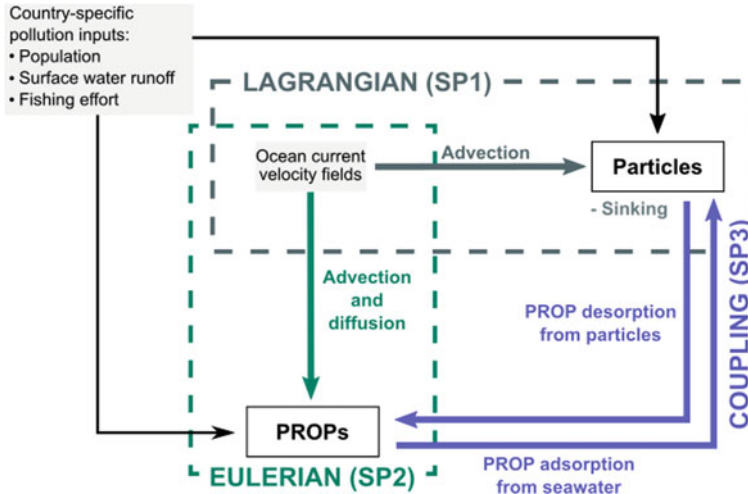 Country-specific
pollution inputs:
• Population
• Surface water runoff
• Fishing effort
LAGRANGIAN (SP1)
Ocean current
velocity fields
Advection
Particles
- Sinking
Advection
and
diffusion
PROP desorption
from particles
COUPLING (SP3)
PROPs
PROP adsorption
from seawater
EULERIAN (SP2)